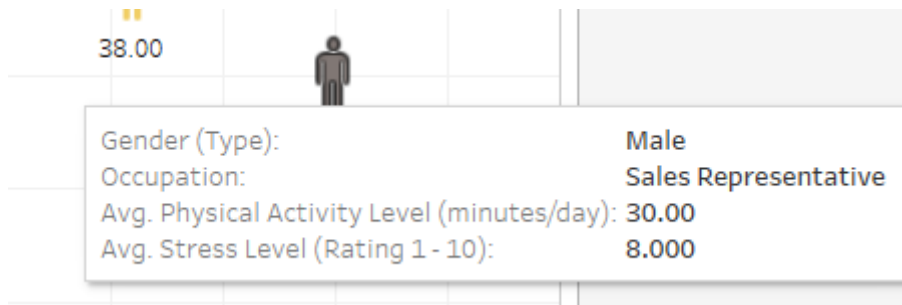 38.00
Gender (Type): Male
Occupation: Sales Representative
Avg. Physical Activity Level (minutes/day): 30.00
Avg. Stress Level (Rating 1 - 10): 8.000